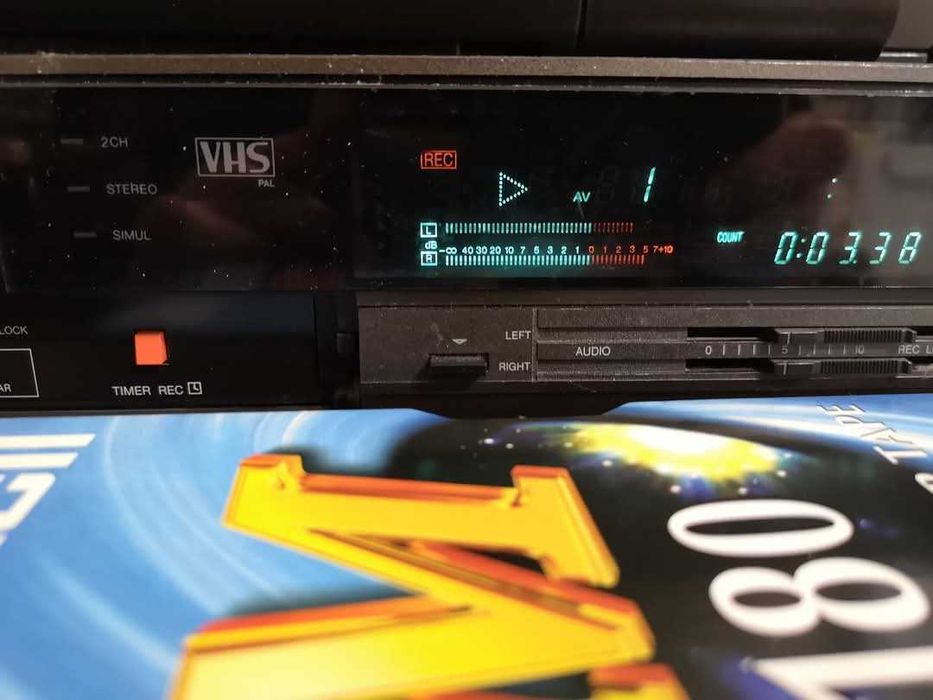 2CH
STEREO
SIMUL
VHS
PAL
REC
AV 1
L
dB -∞ 40 30 20 10 7 5 3 2 1 0 1 2 3 5 7+10
R
COUNT 0:03.38
LOCK
AR
TIMER REC
LEFT
AUDIO 0 5 10 REC L
RIGHT
TAPE
M
180